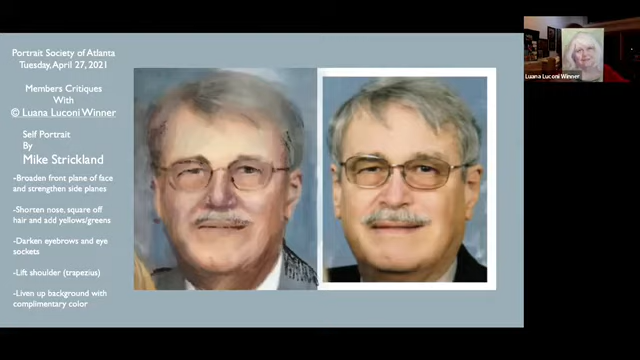 Portrait Society of Atlanta
Tuesday, April 27, 2021
Members Critiques
With
© Luana Luconi Winner
Self Portrait
By
Mike Strickland
-Broaden front plane of face
and strengthen side planes
-Shorten nose, square off
hair and add yellows/greens
-Darken eyebrows and eye
sockets
-Lift shoulder (trapezius)
-Liven up background with
complimentary color
Luana Luconi Winner